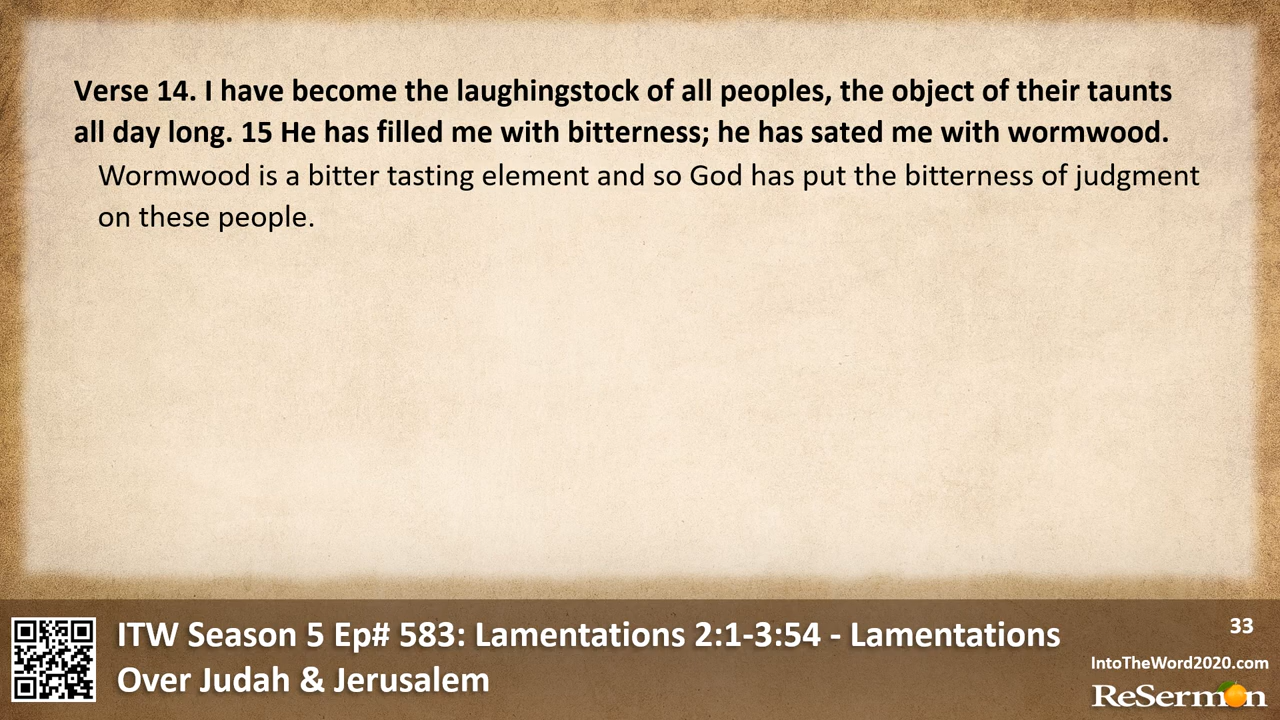 Verse 14. I have become the laughingstock of all peoples, the object of their taunts
all day long. 15 He has filled me with bitterness; he has sated me with wormwood.
Wormwood is a bitter tasting element and so God has put the bitterness of judgment
on these people.
ITW Season 5 Ep# 583: Lamentations 2:1-3:54 - Lamentations
Over Judah & Jerusalem
33
IntoTheWord2020.com
ReSermon